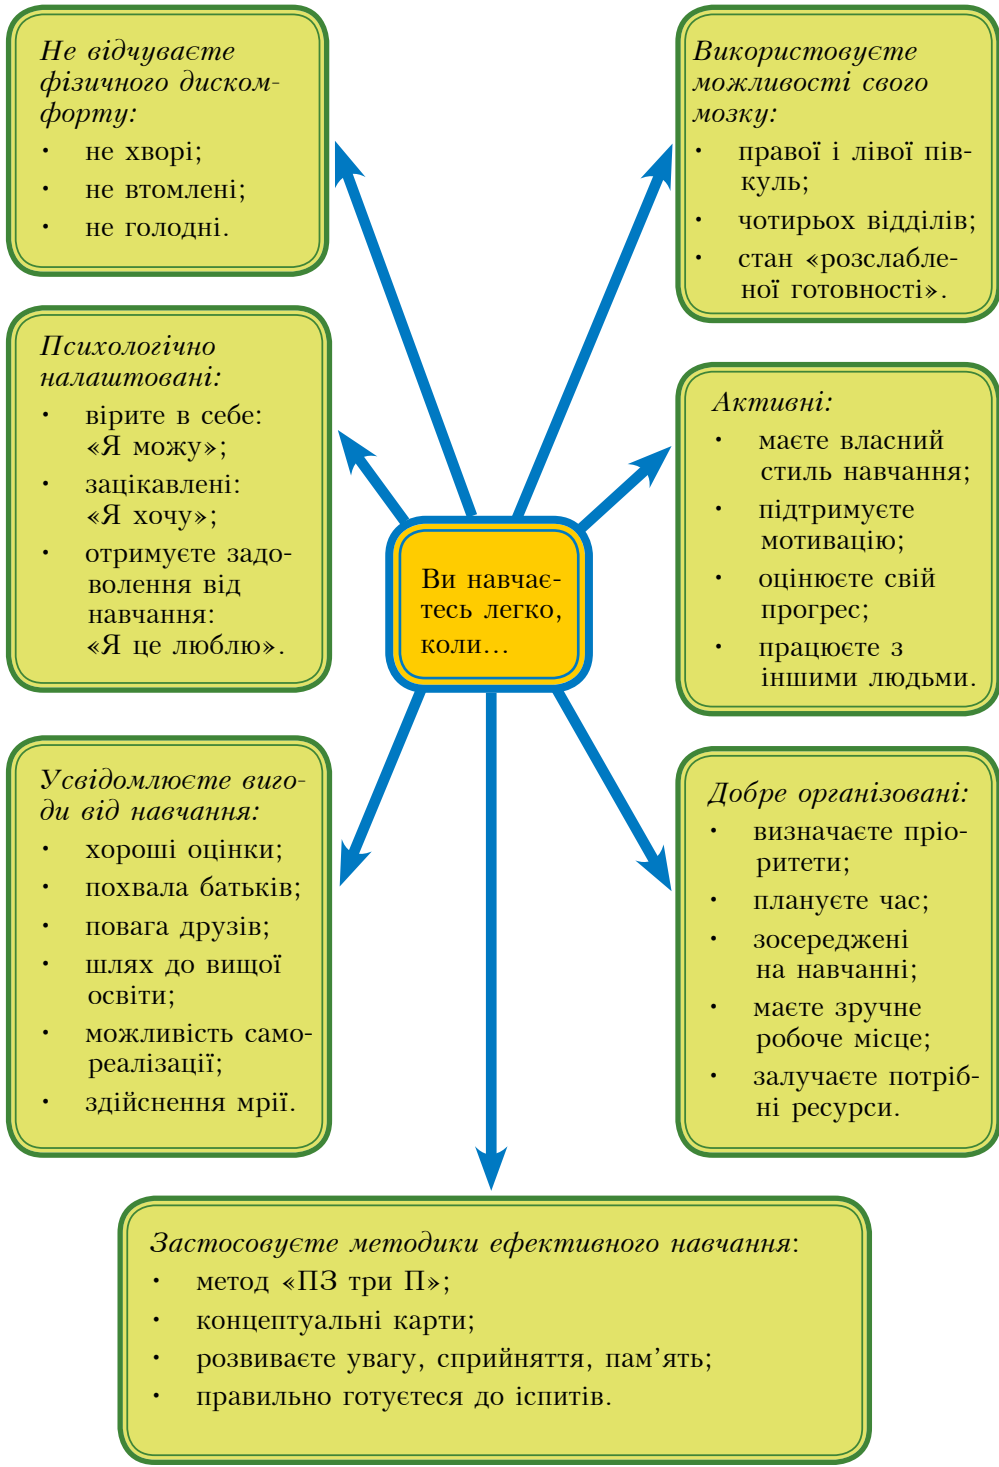 Не відчуваєте
фізичного диском-
форту:
· не хворі;
· не втомлені;
· не голодні.
Використовуєте
можливості свого
мозку:
· правої і лівої пів-
куль;
· чотирьох відділів;
· стан «розслабле-
ної готовності».
Психологічно
налаштовані:
· вірите в себе:
«Я можу»;
· зацікавлені:
«Я хочу»;
· отримуєте задо-
волення від
навчання:
«Я це люблю».
Активні:
· маєте власний
стиль навчання;
· підтримуєте
мотивацію;
· оцінюєте свій
прогрес;
· працюєте з
іншими людьми.
Ви навчає-
тесь легко,
коли...
Усвідомлюєте виго-
ди від навчання:
· хороші оцінки;
· похвала батьків;
· повага друзів;
· шлях до вищої
освіти;
· можливість само-
реалізації;
· здійснення мрії.
Добре організовані:
· визначаєте пріо-
ритети;
· плануєте час;
· зосереджені
на навчанні;
· маєте зручне
робоче місце;
· залучаєте потріб-
ні ресурси.
Застосовуєте методики ефективного навчання:
· метод «ПЗ три П»;
· концептуальні карти;
· розвиваєте увагу, сприйняття, пам’ять;
· правильно готуєтеся до іспитів.